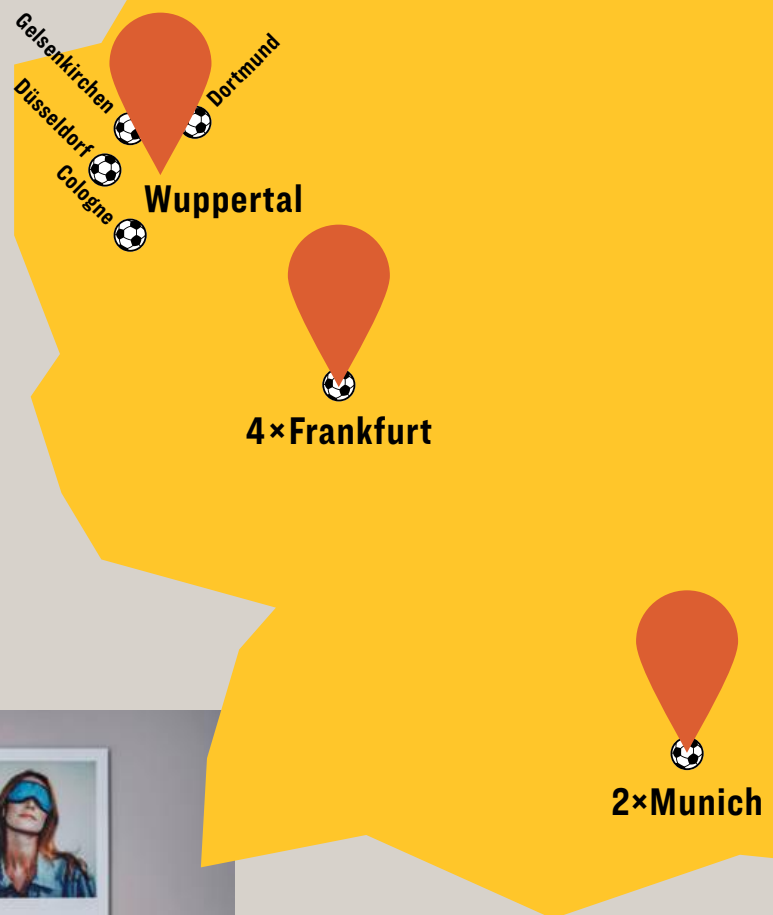 Gelsenkirchen
Dortmund
Düsseldorf
Cologne
Wuppertal
4×Frankfurt
2×Munich